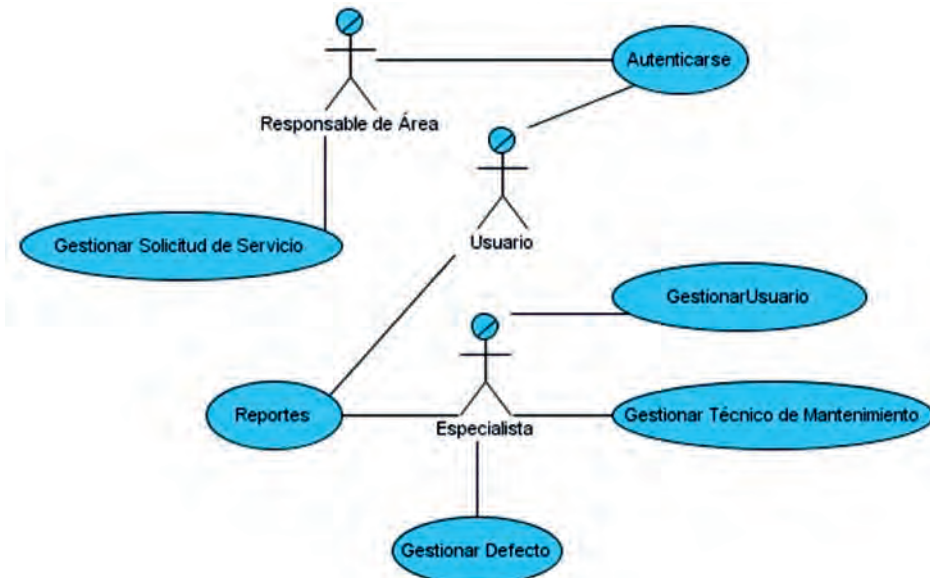 Autenticarse
Responsable de Área
Gestionar Solicitud de Servicio
Usuario
GestionarUsuario
Reportes
Especialista
Gestionar Técnico de Mantenimiento
Gestionar Defecto